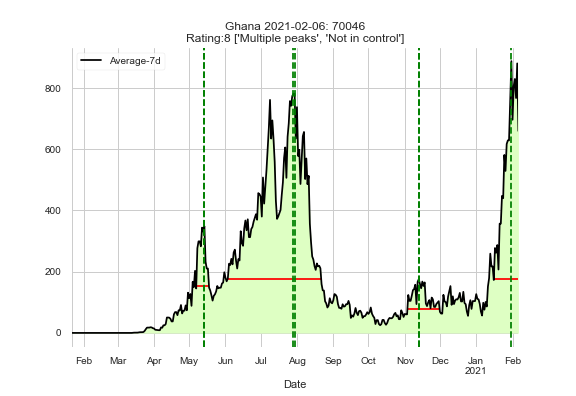 Ghana 2021-02-06: 70046
Rating:8 ['Multiple peaks', 'Not in control']
Average-7d
800
600
400
200
0
Feb Mar Apr May Jun Jul Aug Sep Oct Nov Dec Jan Feb
2021
Date